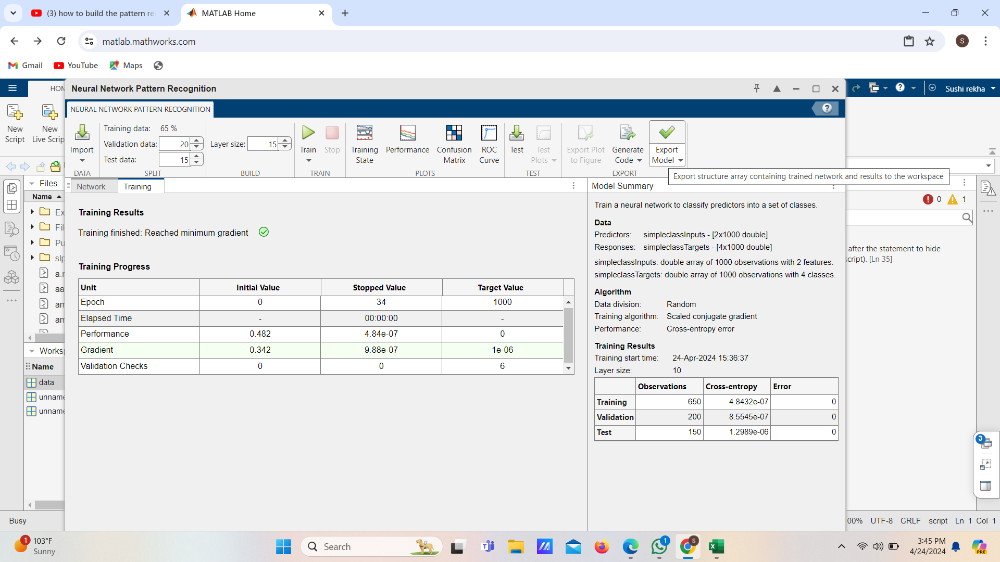 (3) how to build the pattern re
MATLAB Home
matlab.mathworks.com
S
Gmail
YouTube
Maps
HOM
Neural Network Pattern Recognition
Sushi rekha
NEURAL NETWORK PATTERN RECOGNITION
New Script
New Live Scrip
Import
DATA
Training data: 65 %
Validation data: 20
Test data: 15
SPLIT
Layer size: 15
BUILD
Train
Stop
TRAIN
Training State
Performance
Confusion Matrix
ROC Curve
PLOTS
Test
Test Plots
TEST
Export Plot to Figure
Generate Code
Export Model
EXPORT
Export structure array containing trained network and results to the workspace
Files
Name
Ex
Fil
Pu
slp
a.r
aa
am
am
Works
Name
data
unname
unname
Network
Training
Training Results
Training finished: Reached minimum gradient
Training Progress
Unit Initial Value Stopped Value Target Value
Epoch 0 34 1000
Elapsed Time - 00:00:00 -
Performance 0.482 4.84e-07 0
Gradient 0.342 9.88e-07 1e-06
Validation Checks 0 0 6
Model Summary
Train a neural network to classify predictors into a set of classes.
Data
Predictors: simpleclassInputs - [2x1000 double]
Responses: simpleclassTargets - [4x1000 double]
simpleclassInputs: double array of 1000 observations with 2 features.
simpleclassTargets: double array of 1000 observations with 4 classes.
Algorithm
Data division: Random
Training algorithm: Scaled conjugate gradient
Performance: Cross-entropy error
Training Results
Training start time: 24-Apr-2024 15:36:37
Layer size: 10
Observations Cross-entropy Error
Training 650 4.8432e-07 0
Validation 200 8.5545e-07 0
Test 150 1.2989e-06 0
0 1
after the statement to hide
script). [Ln 35]
3
Busy
00% UTF-8 CRLF script Ln 1 Col 1
1
103°F
Sunny
Search
1
S
3:45 PM
4/24/2024
PRE